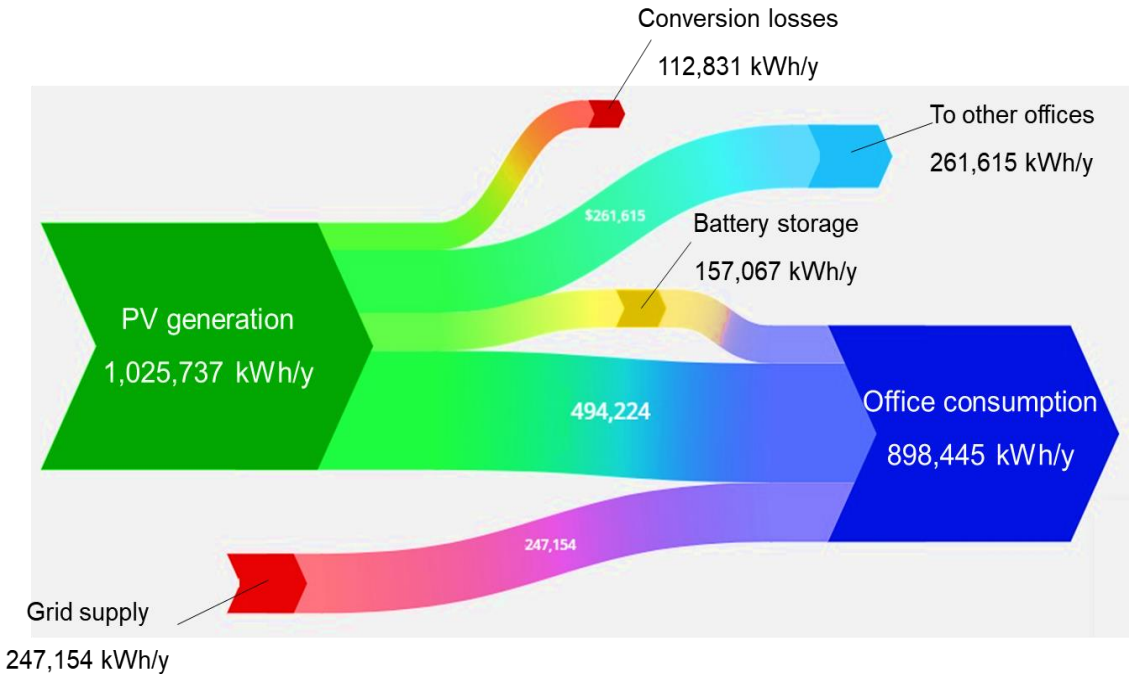 Conversion losses
112,831 kWh/y
To other offices
261,615 kWh/y
$261,615
Battery storage
157,067 kWh/y
PV generation
1,025,737 kWh/y
494,224
Office consumption
898,445 kWh/y
247,154
Grid supply
247,154 kWh/y